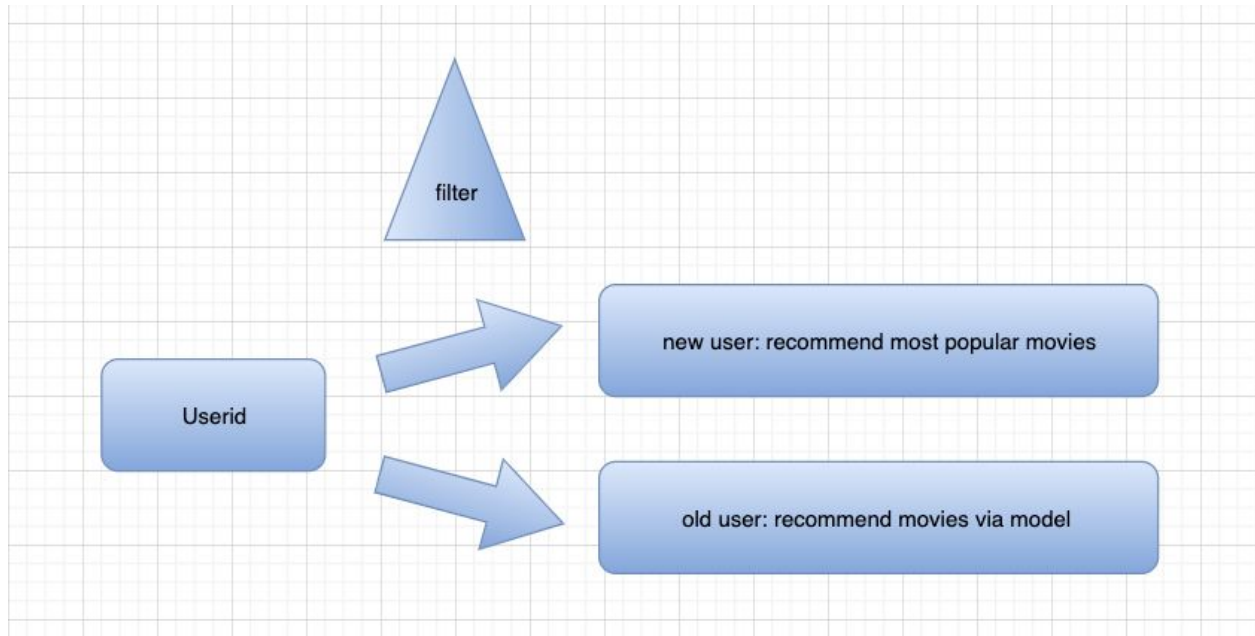 filter
new user: recommend most popular movies
Userid
old user: recommend movies via model